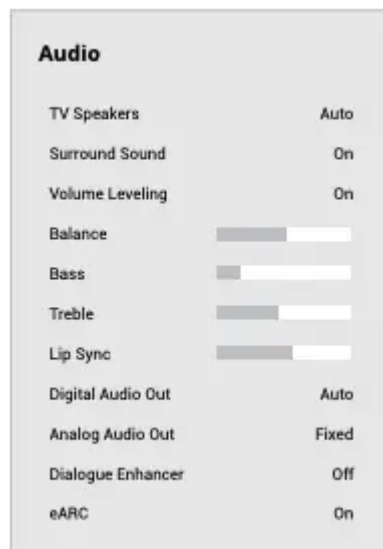 Audio
TV Speakers Auto
Surround Sound On
Volume Leveling On
Balance
Bass
Treble
Lip Sync
Digital Audio Out Auto
Analog Audio Out Fixed
Dialogue Enhancer Off
eARC On